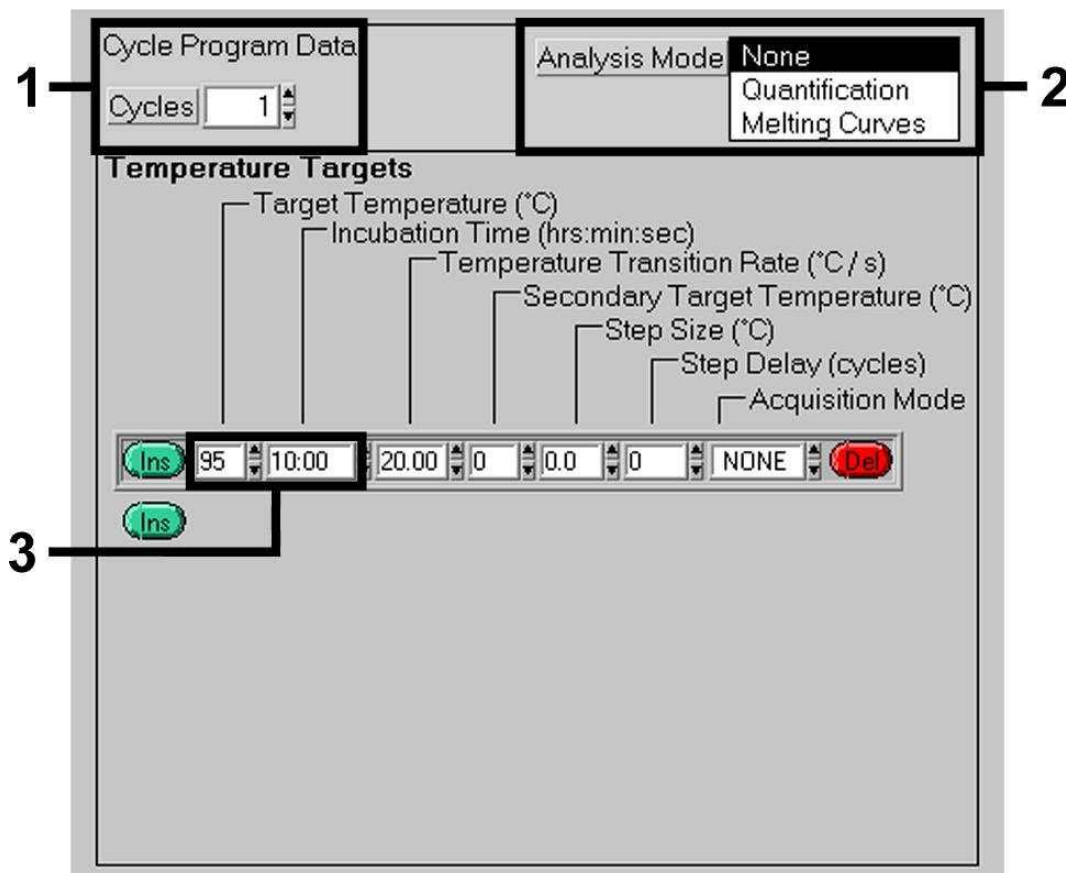 Cycle Program Data
Analysis Mode None
Quantification
Melting Curves
1
2
Cycles 1
Temperature Targets
Target Temperature (°C)
Incubation Time (hrs:min:sec)
Temperature Transition Rate (°C / s)
Secondary Target Temperature (°C)
Step Size (°C)
Step Delay (cycles)
Acquisition Mode
Ins 95 10:00 20.00 0 0.0 0 NONE Del
Ins
3